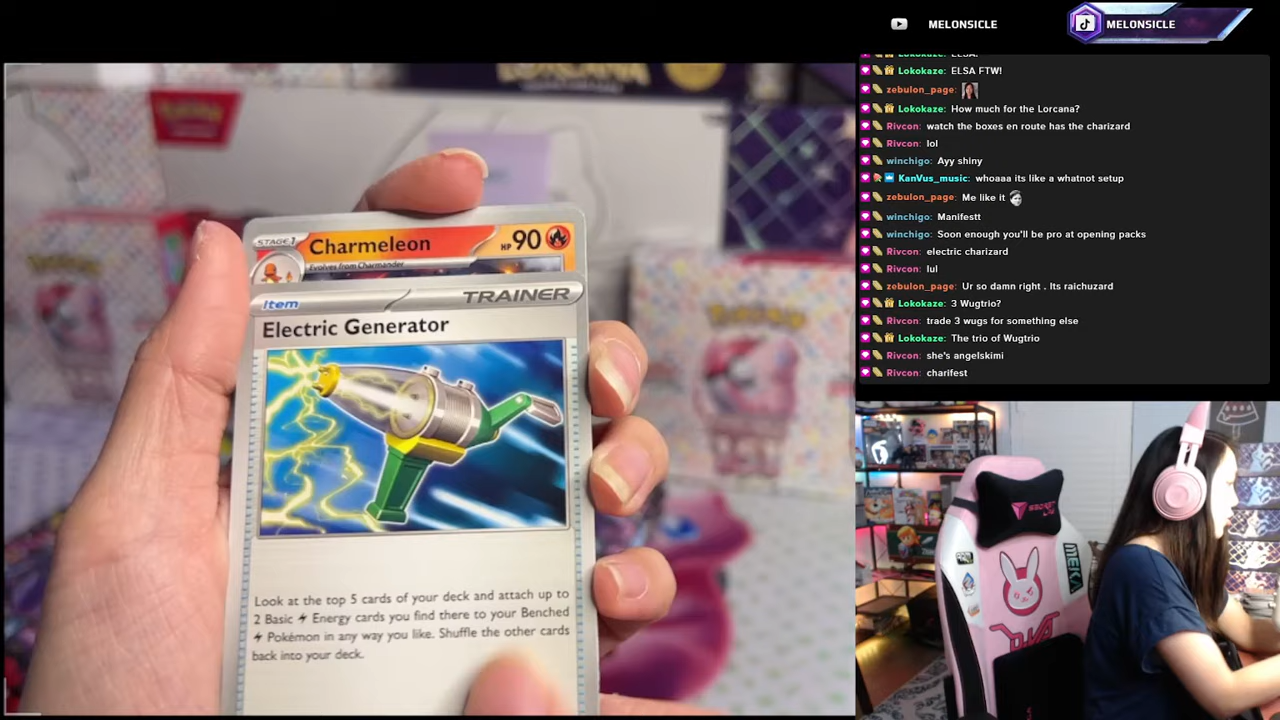 MELONSICLE
MELONSICLE
ELSA!
Lokokaze: ELSA FTW!
zebulon_page:
Lokokaze: How much for the Lorcana?
Rivcon: watch the boxes en route has the charizard
Rivcon: lol
winchigo: Ayy shiny
KanVus_music: whoaaa its like a whatnot setup
zebulon_page: Me like it
winchigo: Manifestt
winchigo: Soon enough you'll be pro at opening packs
Rivcon: electric charizard
Rivcon: lul
zebulon_page: Ur so damn right . Its raichuzard
Lokokaze: 3 Wugtrio?
Rivcon: trade 3 wugs for something else
Lokokaze: The trio of Wugtrio
Rivcon: she's angelskimi
Rivcon: charifest
LORCANA
STAGE 1
Charmeleon
HP 90
Evolves from Charmander
Item
TRAINER
Electric Generator
Look at the top 5 cards of your deck and attach up to
2 Basic Energy cards you find there to your Benched
Pokémon in any way you like. Shuffle the other cards
back into your deck.
151
MEKA
D.VA